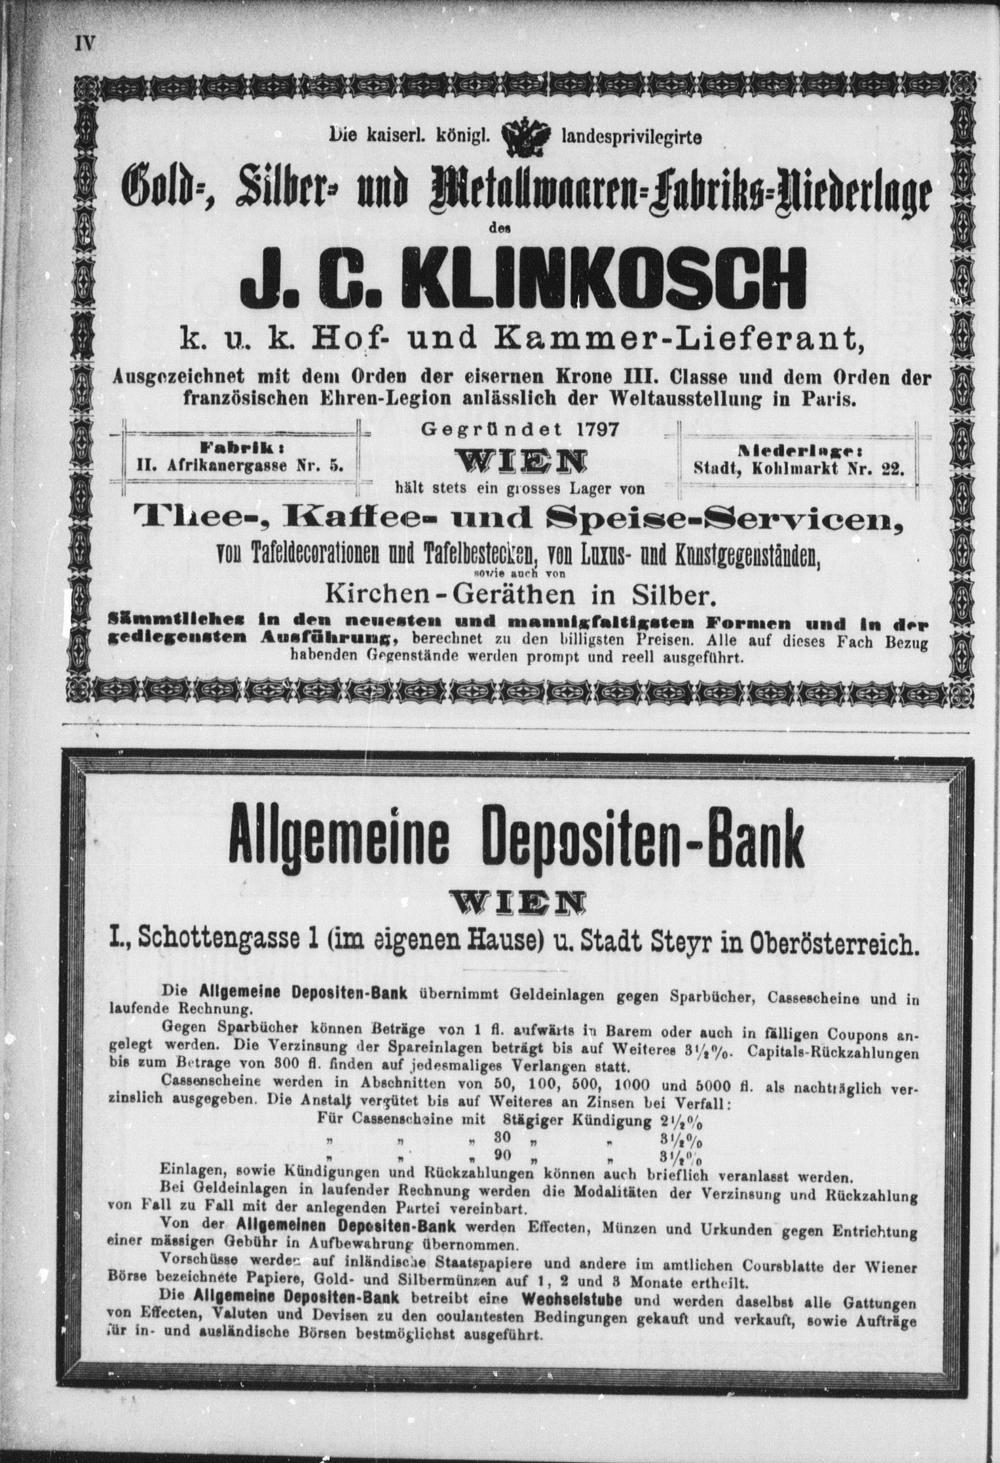 IV
Die kaiserl. königl. landesprivilegirte
Gold-, Silber- und Metallwaaren-Fabriks-Niederlage
des
J. C. KLINKOSCH
k. u. k. Hof- und Kammer-Lieferant,
Ausgezeichnet mit dem Orden der eisernen Krone III. Classe und dem Orden der
französischen Ehren-Legion anlässlich der Weltausstellung in Paris.
Gegründet 1797
Fabrik:
II. Afrikanergasse Nr. 5.
WIEN
Niederlage:
Stadt, Kohlmarkt Nr. 22.
hält stets ein grosses Lager von
Thee-, Kaffee- und Speise-Servicen,
von Tafeldecorationen und Tafelbestecken, von Luxus- und Kunstgegenständen,
sowie auch von
Kirchen-Geräthen in Silber.
Sämmtliches in den neuesten und mannigfaltigsten Formen und in der
gediegensten Ausführung, berechnet zu den billigsten Preisen. Alle auf dieses Fach Bezug
habenden Gegenstände werden prompt und reell ausgeführt.
Allgemeine Depositen-Bank
WIEN
I., Schottengasse 1 (im eigenen Hause) u. Stadt Steyr in Oberösterreich.
Die Allgemeine Depositen-Bank übernimmt Geldeinlagen gegen Sparbücher, Cassescheine und in
laufende Rechnung.
Gegen Sparbücher können Beträge von 1 fl. aufwärts in Barem oder auch in fälligen Coupons an-
gelegt werden. Die Verzinsung der Spareinlagen beträgt bis auf Weiteres 3½%. Capitals-Rückzahlungen
bis zum Betrage von 300 fl. finden auf jedesmaliges Verlangen statt.
Cassenscheine werden in Abschnitten von 50, 100, 500, 1000 und 5000 fl. als nachträglich ver-
zinslich ausgegeben. Die Anstalt vergütet bis auf Weiteres an Zinsen bei Verfall:
Für Cassenscheine mit 8tägiger Kündigung 2½%
„ „ „ 30 „ „ 3½%
„ „ „ 90 „ „ 3½%
Einlagen, sowie Kündigungen und Rückzahlungen können auch brieflich veranlasst werden.
Bei Geldeinlagen in laufender Rechnung werden die Modalitäten der Verzinsung und Rückzahlung
von Fall zu Fall mit der anlegenden Partei vereinbart.
Von der Allgemeinen Depositen-Bank werden Effecten, Münzen und Urkunden gegen Entrichtung
einer mässigen Gebühr in Aufbewahrung übernommen.
Vorschüsse werden auf inländische Staatspapiere und andere im amtlichen Coursblatte der Wiener
Börse bezeichnete Papiere, Gold- und Silbermünzen auf 1, 2 und 3 Monate ertheilt.
Die Allgemeine Depositen-Bank betreibt eine Wechselstube und werden daselbst alle Gattungen
von Effecten, Valuten und Devisen zu den coulantesten Bedingungen gekauft und verkauft, sowie Aufträge
für in- und ausländische Börsen bestmöglichst ausgeführt.